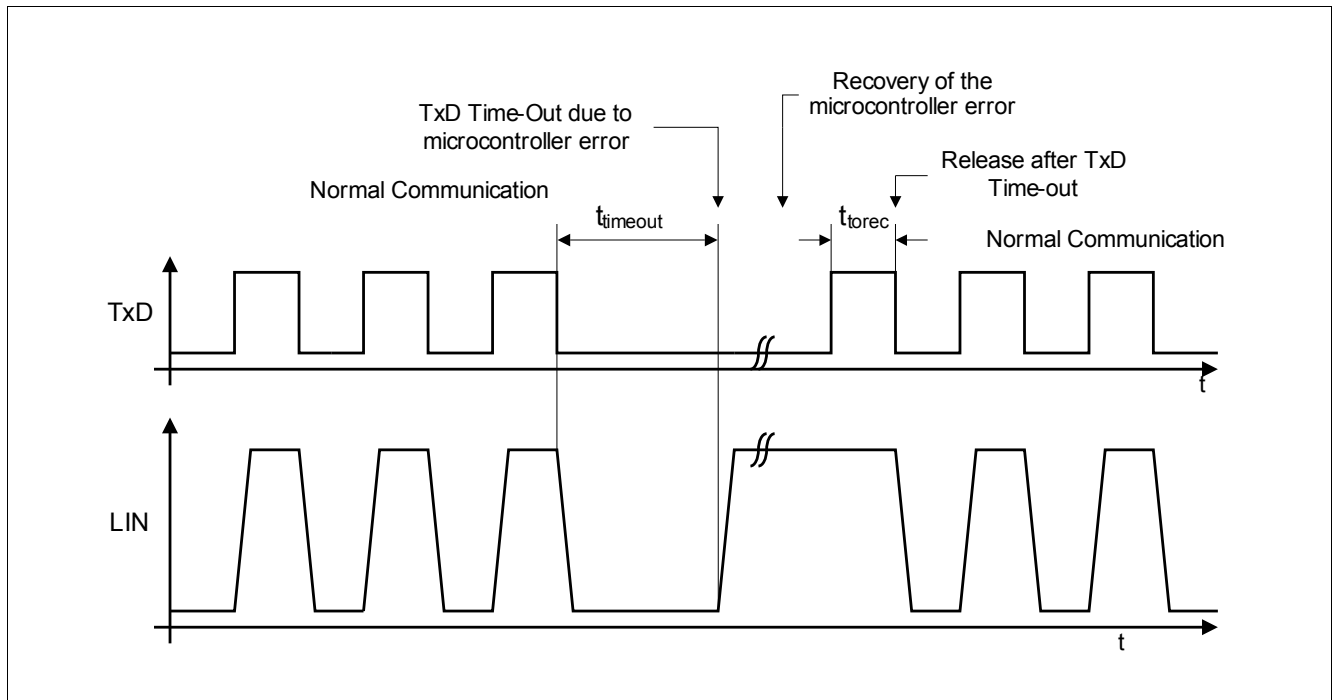 Recovery of the
microcontroller error
TxD Time-Out due to
microcontroller error
Release after TxD
Time-out
Normal Communication
ttimeout
ttorec
Normal Communication
TxD
t
LIN
t